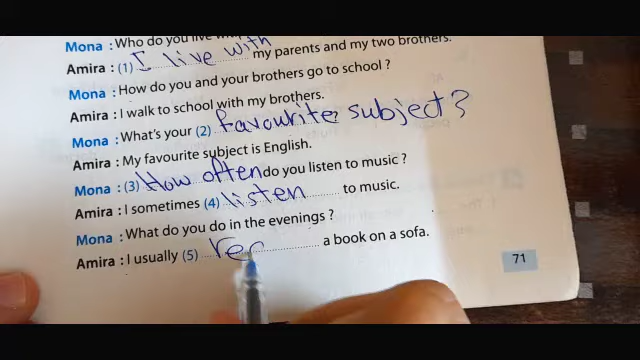 Mona : Who do you live with
Amira : (1) I live with my parents and my two brothers.
Mona : How do you and your brothers go to school ?
Amira : I walk to school with my brothers.
Mona : What's your (2) favourite subject?
Amira : My favourite subject is English.
Mona : (3) How often do you listen to music ?
Amira : I sometimes (4) listen to music.
Mona : What do you do in the evenings ?
Amira : I usually (5) rea a book on a sofa.
71